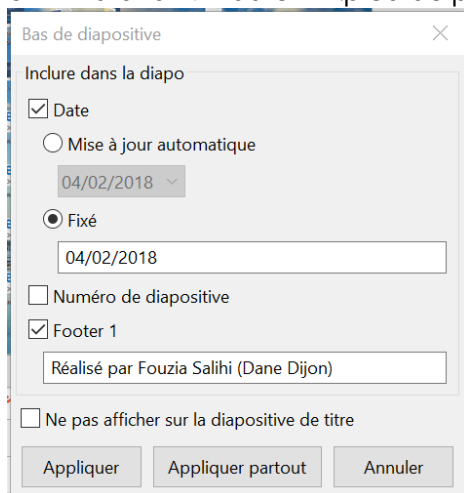 Bas de diapositive
Inclure dans la diapo
Date
Mise à jour automatique
04/02/2018
Fixé
04/02/2018
Numéro de diapositive
Footer 1
Réalisé par Fouzia Salihi (Dane Dijon)
Ne pas afficher sur la diapositive de titre
Appliquer Appliquer partout Annuler